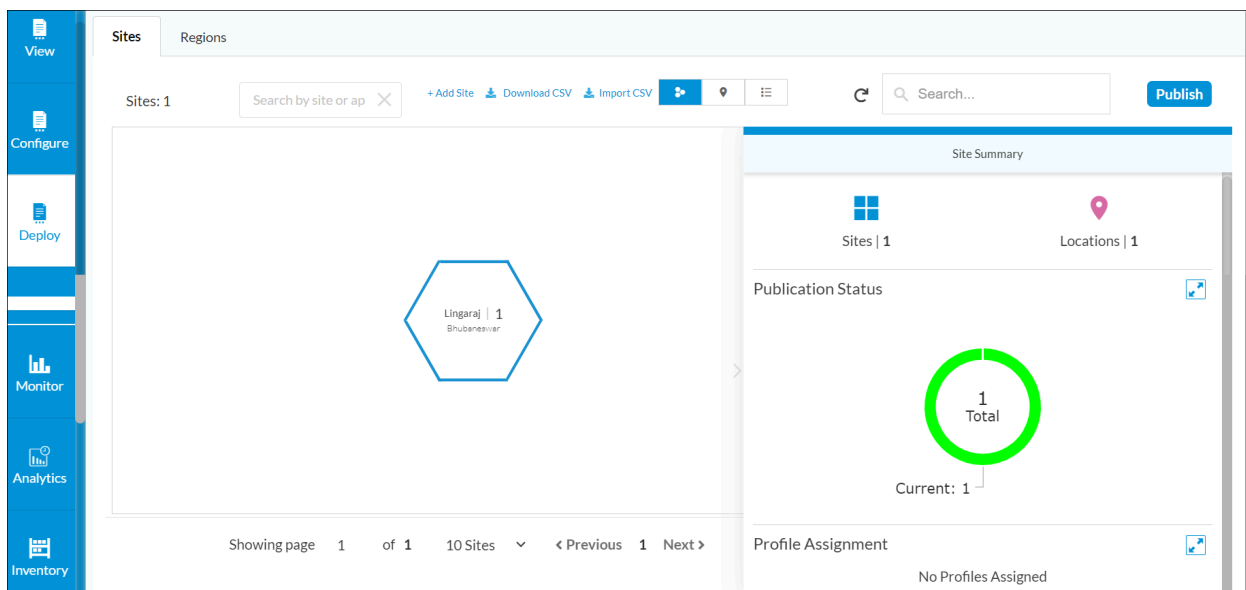 View
Configure
Deploy
Monitor
Analytics
Inventory
Sites Regions
Sites: 1 Search by site or ap + Add Site Download CSV Import CSV Search... Publish
Lingaraj | 1
Bhubaneswar
Showing page 1 of 1 10 Sites < Previous 1 Next >
Site Summary
Sites | 1 Locations | 1
Publication Status
1
Total
Current: 1
Profile Assignment
No Profiles Assigned